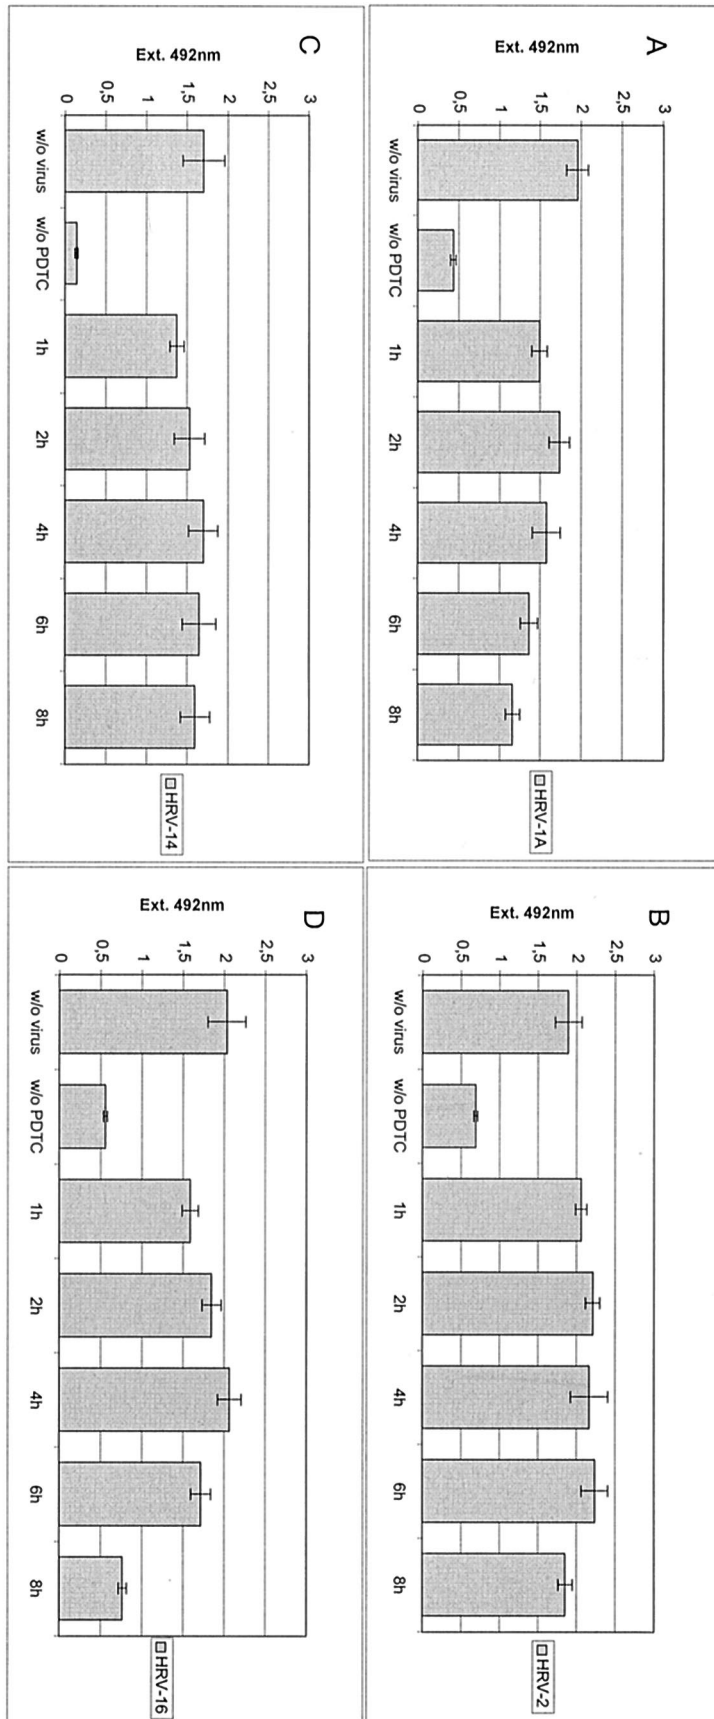 A
Ext. 492nm
3
2,5
2
1,5
1
0,5
0
w/o virus
w/o PDTC
1h
2h
4h
6h
8h
HRV-1A
B
Ext. 492nm
3
2,5
2
1,5
1
0,5
0
w/o virus
w/o PDTC
1h
2h
4h
6h
8h
HRV-2
C
Ext. 492nm
3
2,5
2
1,5
1
0,5
0
w/o virus
w/o PDTC
1h
2h
4h
6h
8h
HRV-14
D
Ext. 492nm
3
2,5
2
1,5
1
0,5
0
w/o virus
w/o PDTC
1h
2h
4h
6h
8h
HRV-16